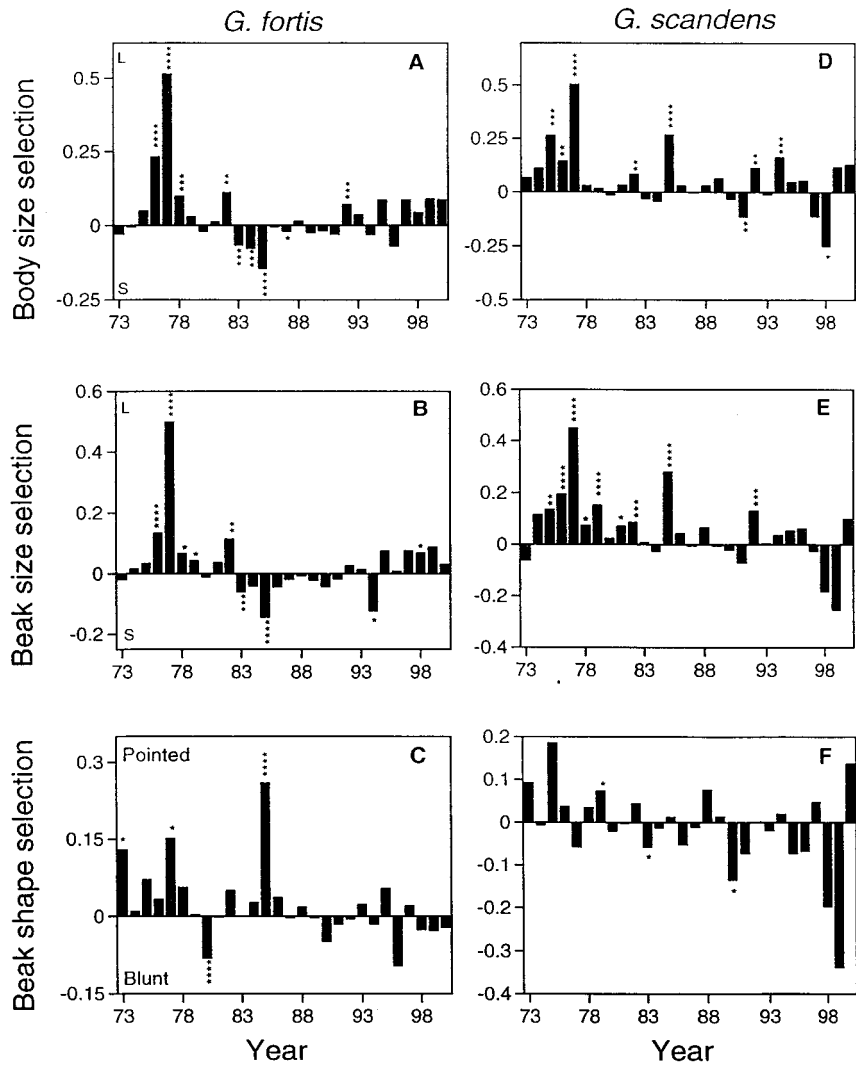 G. fortis
G. scandens
Body size selection
L
A
0.5
0.25
0
-0.25
S
73 78 83 88 93 98
D
0.5
0.25
0
-0.25
-0.5
73 78 83 88 93 98
Beak size selection
0.6
L
B
0.4
0.2
0
-0.2
S
73 78 83 88 93 98
0.6
E
0.4
0.2
0
-0.2
-0.4
73 78 83 88 93 98
Beak shape selection
Pointed
C
0.3
0.15
0
Blunt
-0.15
73 78 83 88 93 98
Year
0.2
F
0.1
0
-0.1
-0.2
-0.3
-0.4
73 78 83 88 93 98
Year